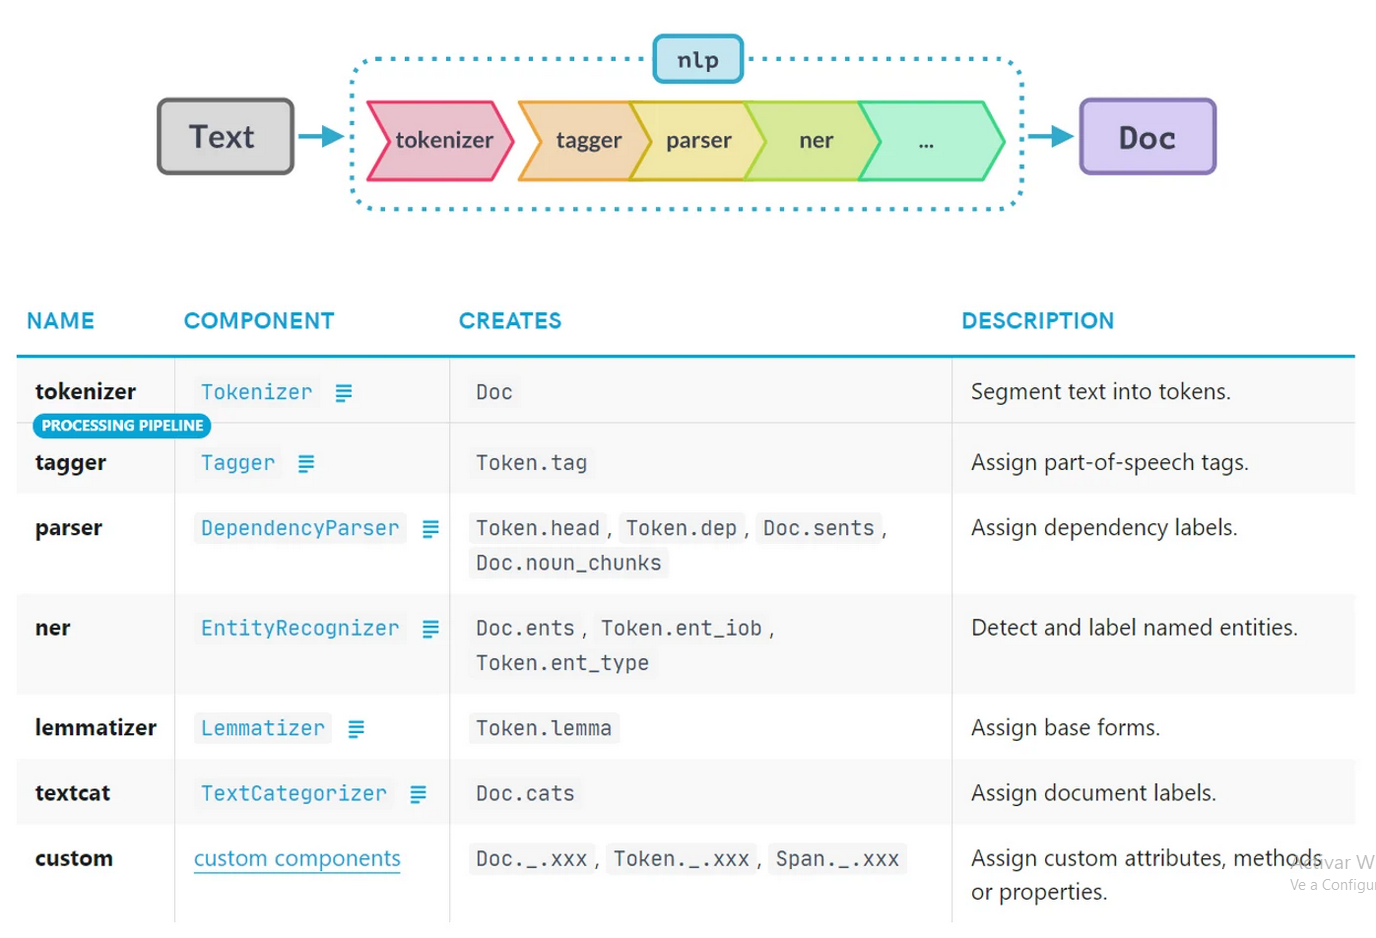 nlp
Text tokenizer tagger parser ner ... Doc
NAME COMPONENT CREATES DESCRIPTION
tokenizer Tokenizer Doc Segment text into tokens.
PROCESSING PIPELINE
tagger Tagger Token.tag Assign part-of-speech tags.
parser DependencyParser Token.head, Token.dep, Doc.sents, Assign dependency labels.
Doc.noun_chunks
ner EntityRecognizer Doc.ents, Token.ent_iob, Detect and label named entities.
Token.ent_type
lemmatizer Lemmatizer Token.lemma Assign base forms.
textcat TextCategorizer Doc.cats Assign document labels.
custom custom components Doc._.xxx, Token._.xxx, Span._.xxx Assign custom attributes, methods
or properties.
Activar W
Ve a Configur